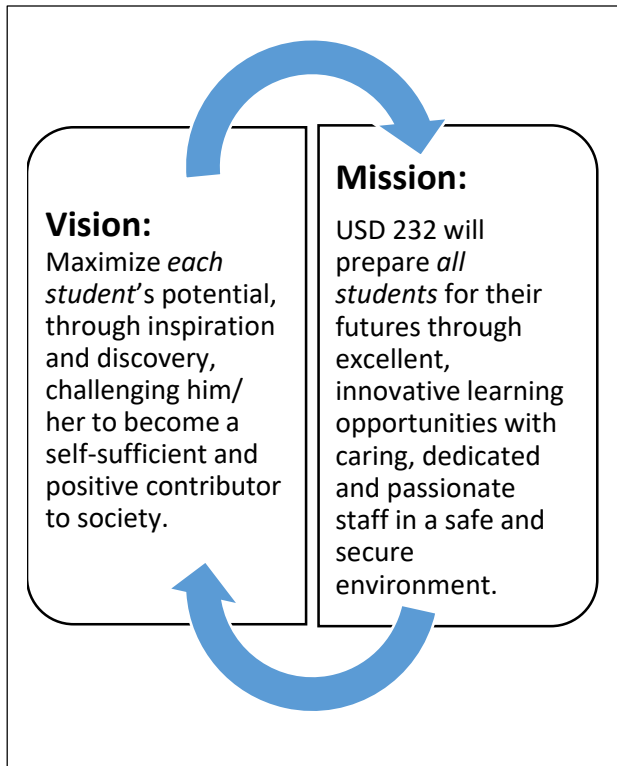 Vision:
Maximize each
student's potential,
through inspiration
and discovery,
challenging him/
her to become a
self-sufficient and
positive contributor
to society.
Mission:
USD 232 will
prepare all
students for their
futures through
excellent,
innovative learning
opportunities with
caring, dedicated
and passionate
staff in a safe and
secure
environment.